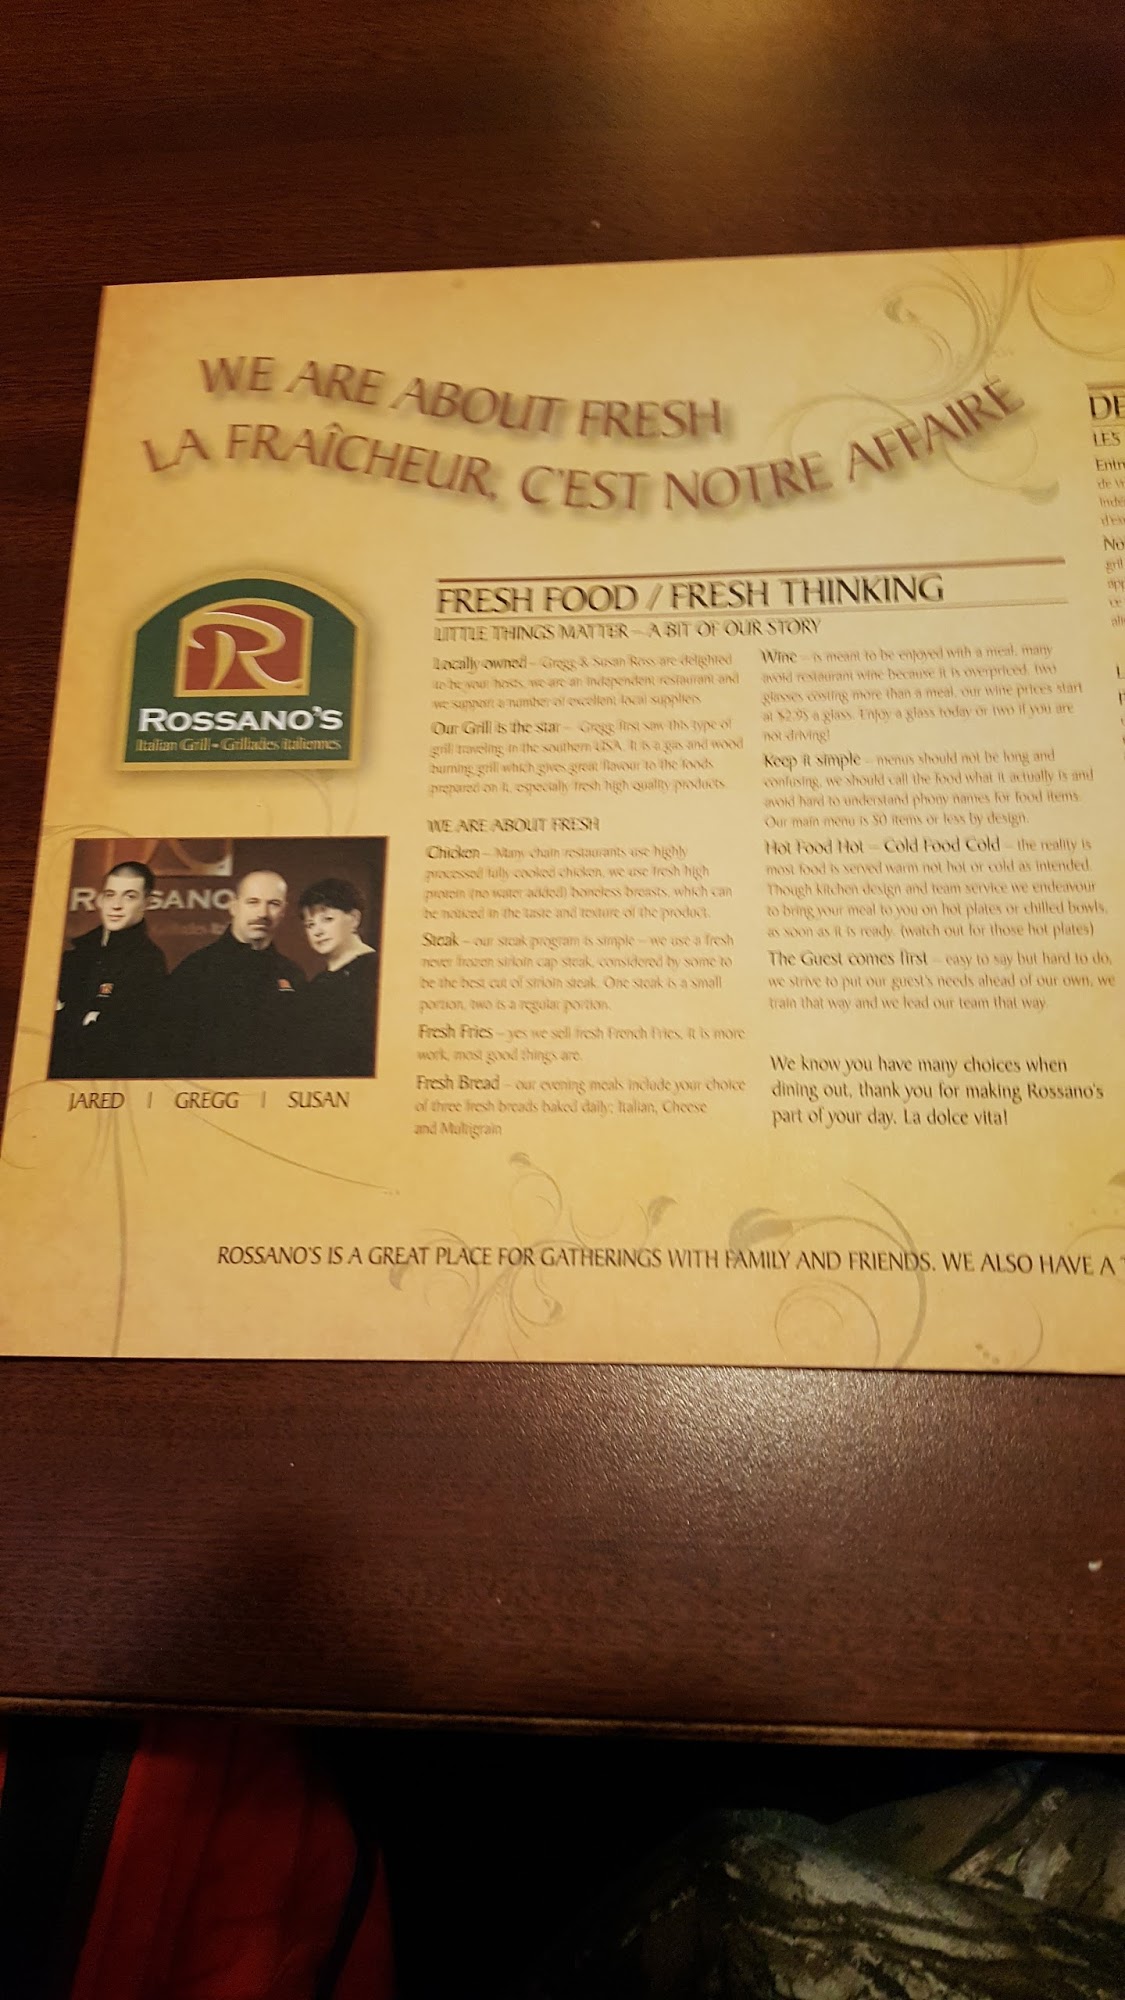 WE ARE ABOUT FRESH
LA FRAÎCHEUR, C'EST NOTRE AFFAIRE
ROSSANO'S
Italian Grill • Grillades Italiennes
JARED | GREGG | SUSAN
FRESH FOOD / FRESH THINKING
LITTLE THINGS MATTER – A BIT OF OUR STORY
Locally owned – Gregg & Susan Ross are delighted
to be your hosts, we are an independent restaurant and
we support a number of excellent local suppliers.
Our Grill is the star – Gregg first saw this type of
grill traveling in the southern USA. It is a gas and wood
burning grill which gives great flavour to the foods
prepared on it, especially fresh high quality products.
WE ARE ABOUT FRESH
Chicken – Many chain restaurants use highly
processed fully cooked chicken, we use fresh high
protein (no water added) boneless breasts, which can
be noticed in the taste and texture of the product.
Steak – our steak program is simple – we use a fresh
never frozen sirloin cap steak, considered by some to
be the best cut of sirloin steak. One steak is a small
portion, two is a regular portion.
Fresh Fries – yes we sell fresh French Fries, it is more
work, most good things are.
Fresh Bread – our evening meals include your choice
of three fresh breads baked daily; Italian, Cheese
and Multigrain
Wine – is meant to be enjoyed with a meal, many
avoid restaurant wine because it is overpriced, two
glasses costing more than a meal, our wine prices start
at $2.95 a glass. Enjoy a glass today or two if you are
not driving!
Keep it simple – menus should not be long and
confusing, we should call the food what it actually is and
avoid hard to understand phony names for food items.
Our main menu is 50 items or less by design.
Hot Food Hot – Cold Food Cold – the reality is
most food is served warm not hot or cold as intended.
Though kitchen design and team service we endeavour
to bring your meal to you on hot plates or chilled bowls,
as soon as it is ready. (watch out for those hot plates)
The Guest comes first – easy to say but hard to do,
we strive to put our guest's needs ahead of our own, we
train that way and we lead our team that way.
We know you have many choices when
dining out, thank you for making Rossano's
part of your day. La dolce vita!
DE
LES
Entr
de vr
No
gril
ROSSANO'S IS A GREAT PLACE FOR GATHERINGS WITH FAMILY AND FRIENDS. WE ALSO HAVE A